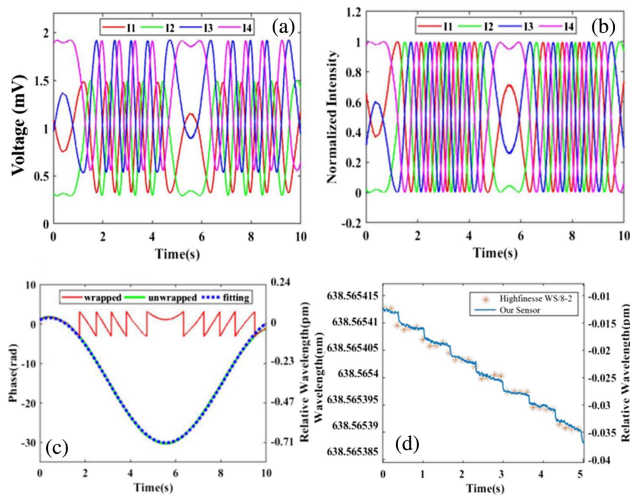 (a)
I1 I2 I3 I4
Voltage (mV)
2
1.5
1
0.5
0
0 2 4 6 8 10
Time(s)
(b)
I1 I2 I3 I4
Normalized Intensity
1.2
1
0.8
0.6
0.4
0.2
0
-0.2
0 2 4 6 8 10
Time(s)
wrapped unwrapped fitting
Phase(rad)
10
0
-10
-20
-30
0.24
0
-0.23
-0.47
-0.71
Relative Wavelength(pm)
(c)
0 2 4 6 8 10
Time(s)
Highfinesse WS/8-2
Our Sensor
Wavelength(nm)
638.565415
638.56541
638.565405
638.5654
638.565395
638.56539
638.565385
-0.01
-0.015
-0.02
-0.025
-0.03
-0.035
-0.04
Relative Wavelength(pm)
(d)
0 1 2 3 4 5
Time(s)